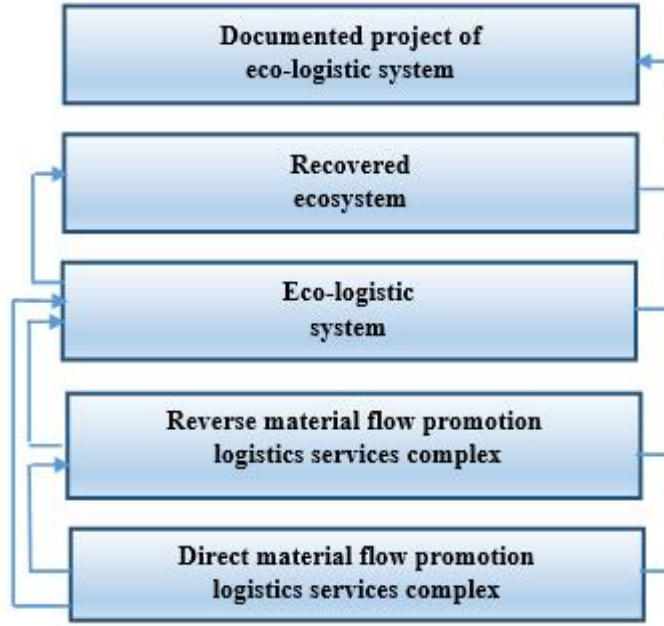 Documented project of
eco-logistic system
Recovered
ecosystem
Eco-logistic
system
Reverse material flow promotion
logistics services complex
Direct material flow promotion
logistics services complex